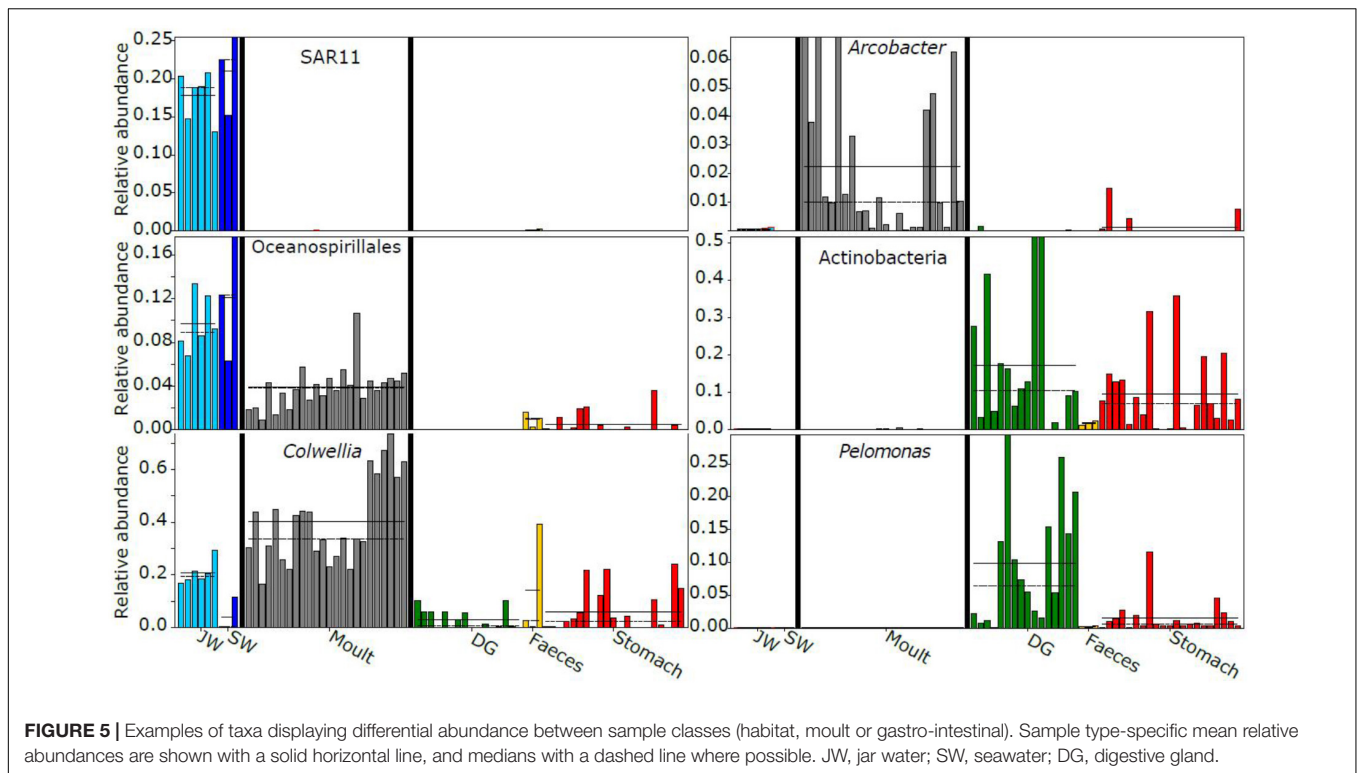 SAR11
Relative abundance
0.25
0.20
0.15
0.10
0.05
0.00
Arcobacter
0.06
0.05
0.04
0.03
0.02
0.01
Oceanospirillales
Relative abundance
0.16
0.12
0.08
0.04
0.00
Actinobacteria
0.5
0.4
0.3
0.2
0.1
0.0
Colwellia
Relative abundance
0.6
0.4
0.2
0.0
JW
SW
Moult
DG
Faeces
Stomach
Pelomonas
0.25
0.20
0.15
0.10
0.05
0.00
JW
SW
Moult
DG
Faeces
Stomach
FIGURE 5 | Examples of taxa displaying differential abundance between sample classes (habitat, moult or gastro-intestinal). Sample type-specific mean relative
abundances are shown with a solid horizontal line, and medians with a dashed line where possible. JW, jar water; SW, seawater; DG, digestive gland.